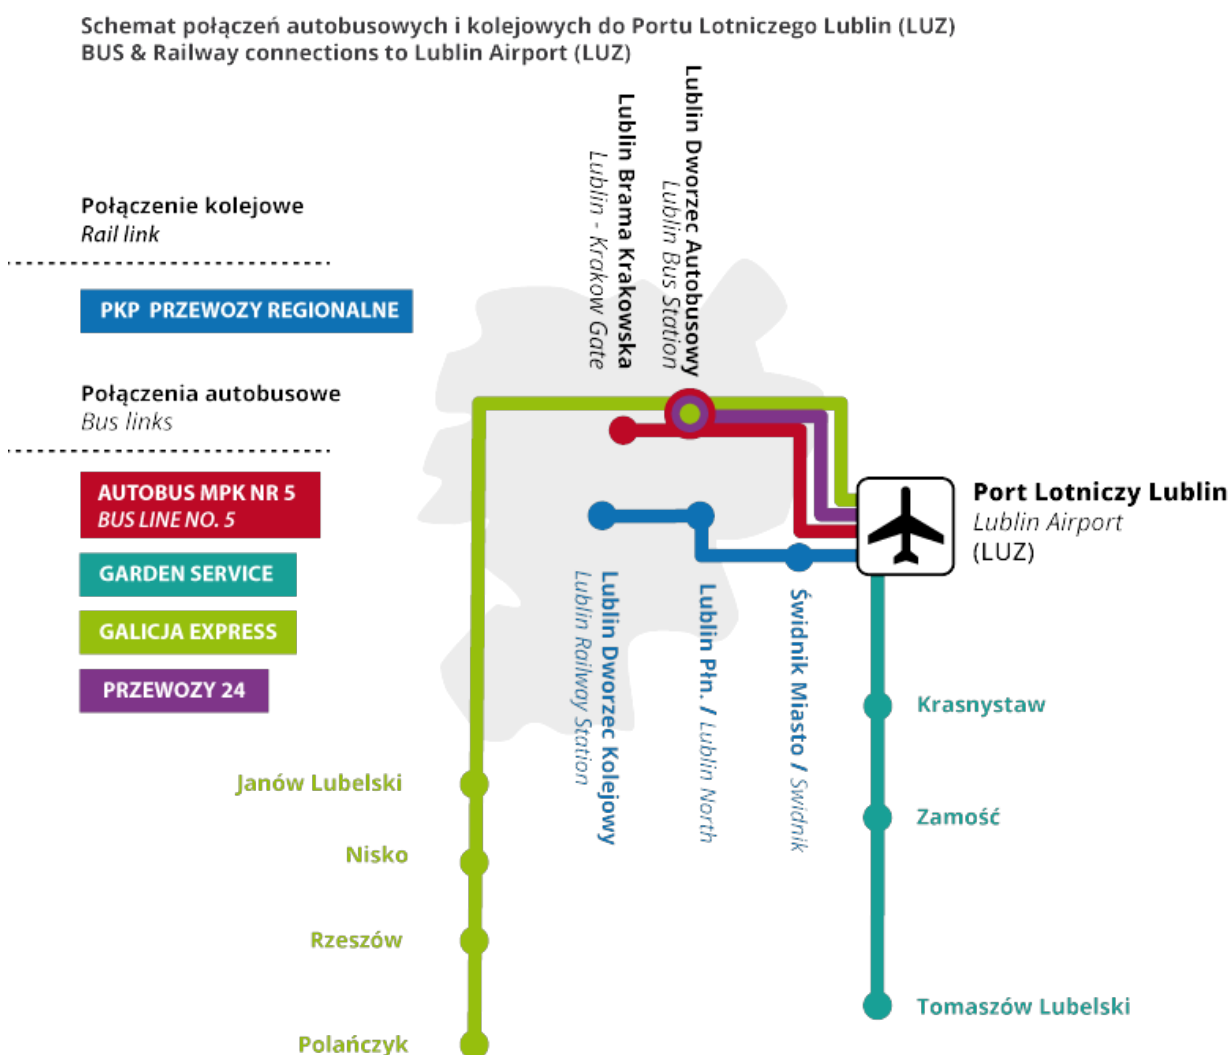 Schemat połączeń autobusowych i kolejowych do Portu Lotniczego Lublin (LUZ)
BUS & Railway connections to Lublin Airport (LUZ)
Lublin Brama Krakowska
Lublin - Krakow Gate
Lublin Dworzec Autobusowy
Lublin Bus Station
Połączenie kolejowe
Rail link
PKP PRZEWOZY REGIONALNE
Połączenia autobusowe
Bus links
AUTOBUS MPK NR 5
BUS LINE NO. 5
GARDEN SERVICE
GALICJA EXPRESS
PRZEWOZY 24
Port Lotniczy Lublin
Lublin Airport
(LUZ)
Lublin Dworzec Kolejowy
Lublin Railway Station
Lublin Płn. / Lublin North
Świdnik Miasto / Swidnik
Krasnystaw
Zamość
Tomaszów Lubelski
Janów Lubelski
Nisko
Rzeszów
Polańczyk